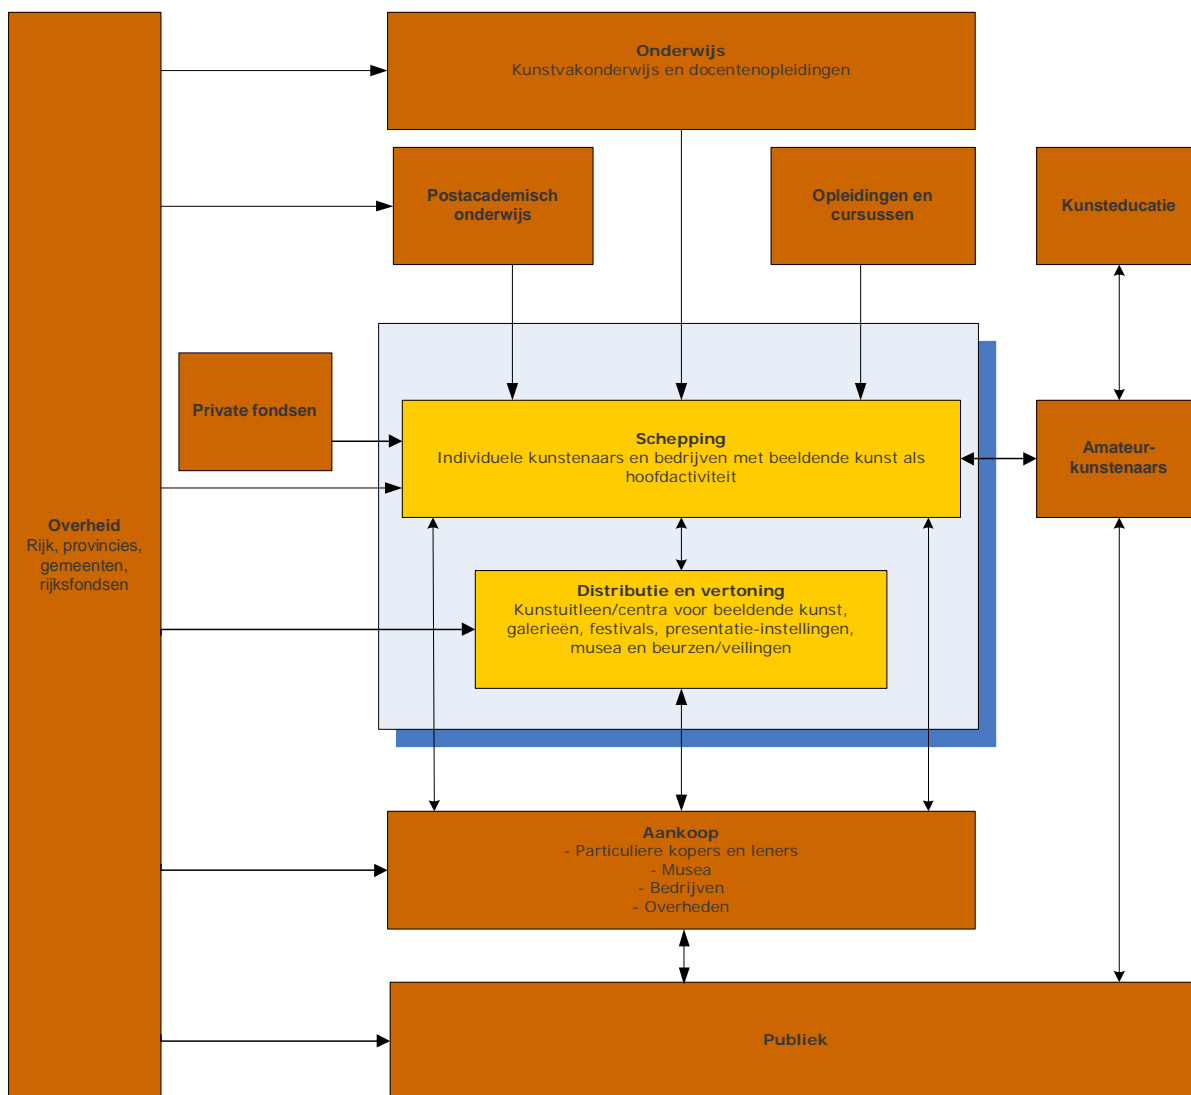 Onderwijs
Kunstvakonderwijs en docentenopleidingen
Postacademisch
onderwijs
Opleidingen en
cursussen
Kunsteducatie
Private fondsen
Schepping
Individuele kunstenaars en bedrijven met beeldende kunst als
hoofdactiviteit
Amateur-
kunstenaars
Overheid
Rijk, provincies,
gemeenten,
rijksfondsen
Distributie en vertoning
Kunstuitleen/centra voor beeldende kunst,
galerieën, festivals, presentatie-instellingen,
musea en beurzen/veilingen
Aankoop
- Particuliere kopers en leners
- Musea
- Bedrijven
- Overheden
Publiek